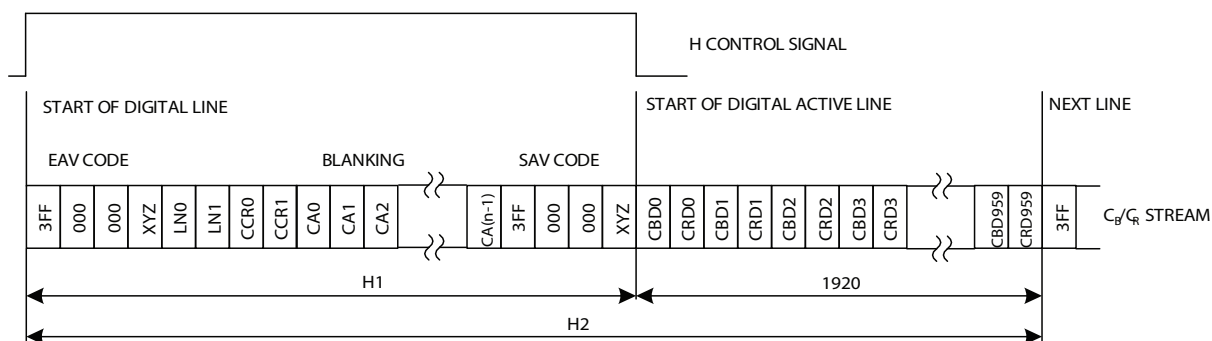 H CONTROL SIGNAL
START OF DIGITAL LINE
START OF DIGITAL ACTIVE LINE
NEXT LINE
EAV CODE
BLANKING
SAV CODE
3FF
000
000
XYZ
LN0
LN1
CCR0
CCR1
CA0
CA1
CA2
CA(n-1)
3FF
000
000
XYZ
CBD0
CRD0
CBD1
CRD1
CBD2
CRD2
CBD3
CRD3
CBD959
CRD959
3FF
CB/CR STREAM
H1
1920
H2